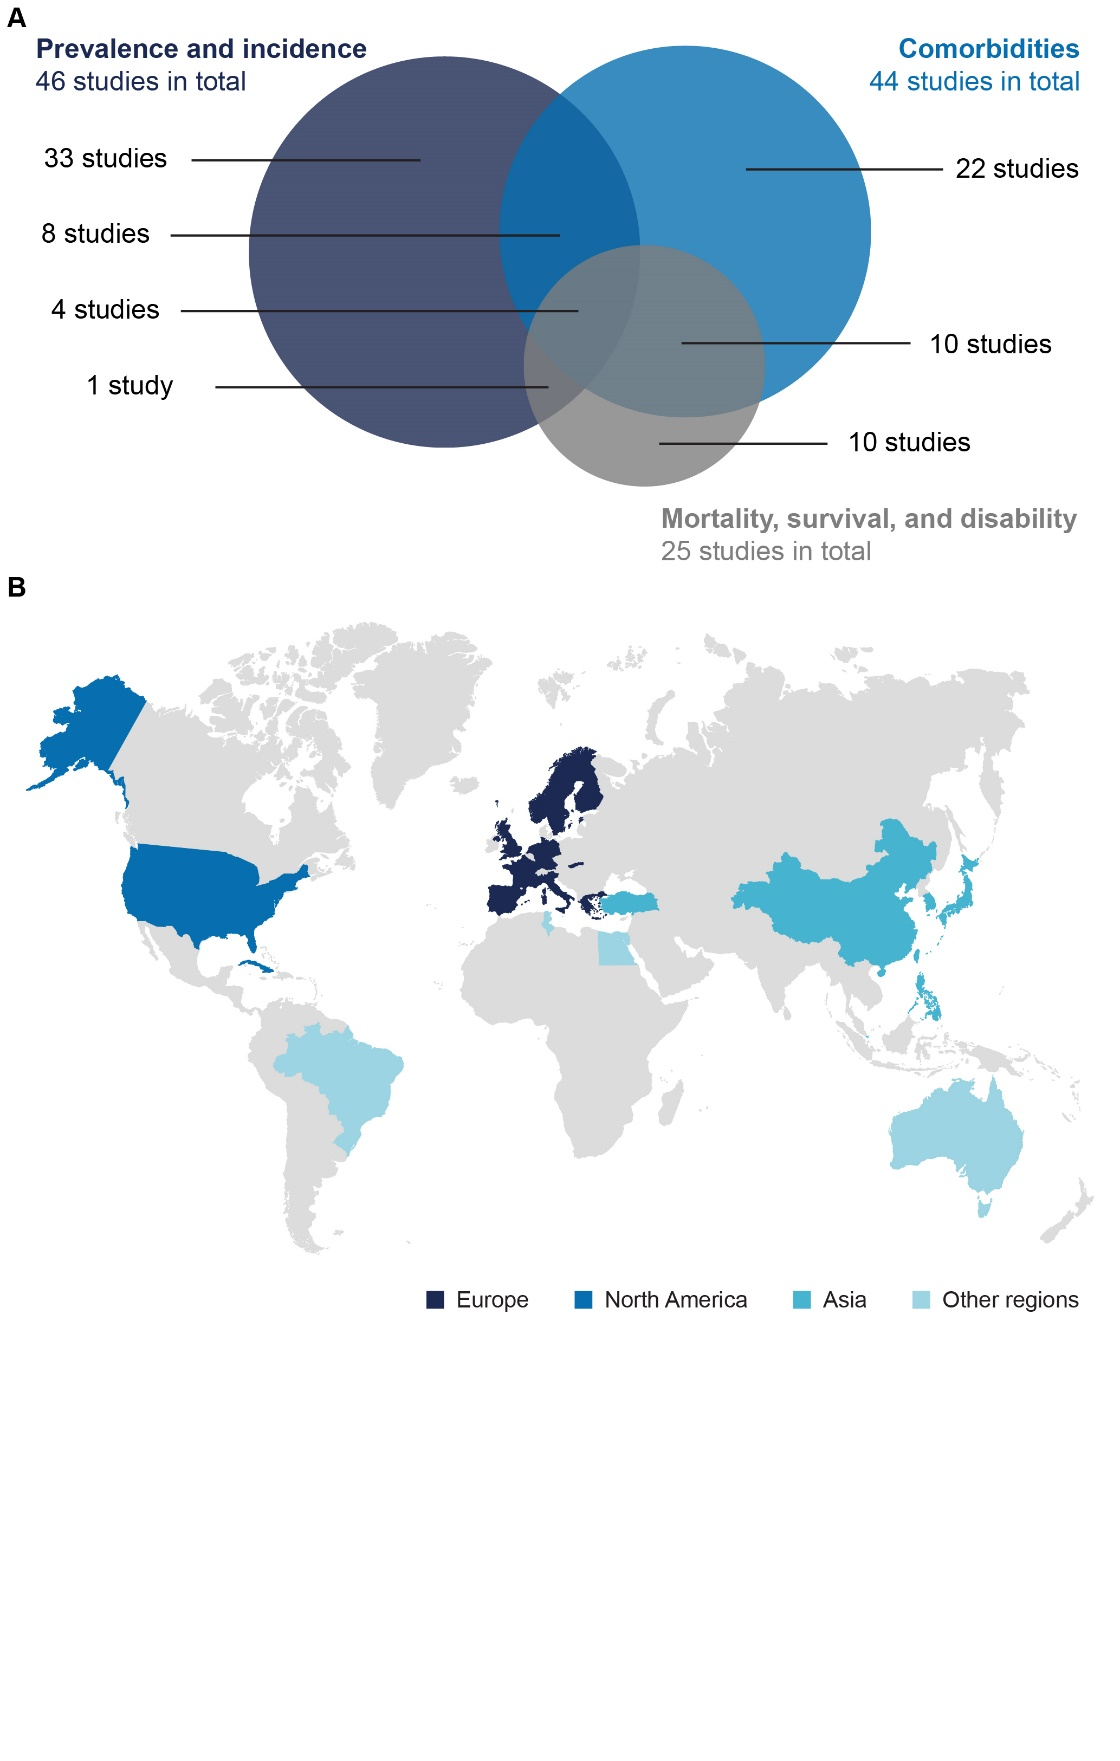 A
Prevalence and incidence
46 studies in total
Comorbidities
44 studies in total
33 studies
22 studies
8 studies
4 studies
10 studies
1 study
10 studies
Mortality, survival, and disability
25 studies in total
B
Europe
North America
Asia
Other regions